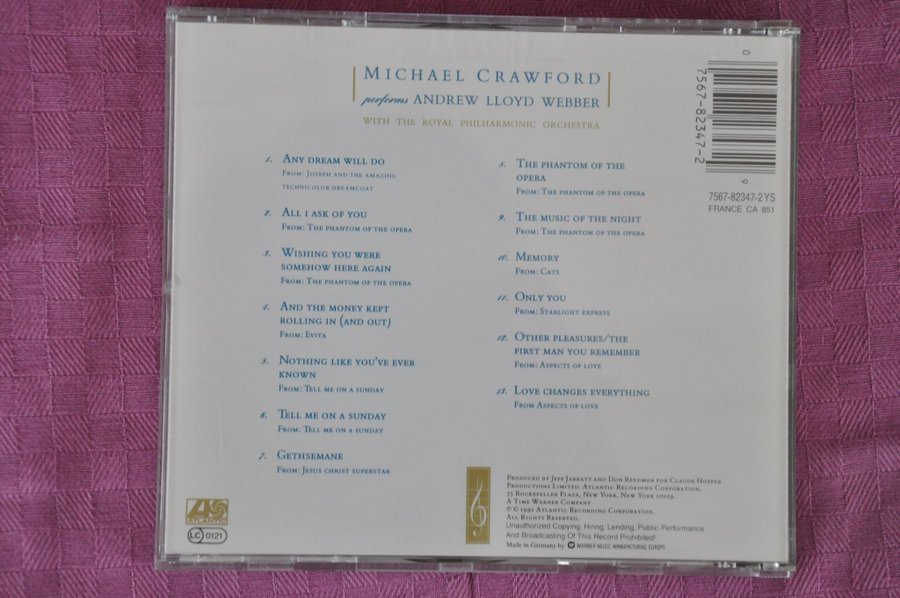 MICHAEL CRAWFORD
performs ANDREW LLOYD WEBBER
WITH THE ROYAL PHILHARMONIC ORCHESTRA
1. ANY DREAM WILL DO
FROM: JOSEPH AND THE AMAZING
TECHNICOLOR DREAMCOAT
2. ALL I ASK OF YOU
FROM: THE PHANTOM OF THE OPERA
3. WISHING YOU WERE
SOMEHOW HERE AGAIN
FROM: THE PHANTOM OF THE OPERA
4. AND THE MONEY KEPT
ROLLING IN (AND OUT)
FROM: EVITA
5. NOTHING LIKE YOU'VE EVER
KNOWN
FROM: TELL ME ON A SUNDAY
6. TELL ME ON A SUNDAY
FROM: TELL ME ON A SUNDAY
7. GETHSEMANE
FROM: JESUS CHRIST SUPERSTAR
8. THE PHANTOM OF THE
OPERA
FROM: THE PHANTOM OF THE OPERA
9. THE MUSIC OF THE NIGHT
FROM: THE PHANTOM OF THE OPERA
10. MEMORY
FROM: CATS
11. ONLY YOU
FROM: STARLIGHT EXPRESS
12. OTHER PLEASURES/THE
FIRST MAN YOU REMEMBER
FROM: ASPECTS OF LOVE
13. LOVE CHANGES EVERYTHING
FROM ASPECTS OF LOVE
0 7567-82347-2 9
7567-82347-2 YS
FRANCE CA 851
ATLANTIC
LC 0121
PRODUCED BY JEFF JARRATT AND DON REEDMAN FOR CLAUDIE HOPPER
PRODUCTIONS LIMITED. ATLANTIC RECORDING CORPORATION,
75 ROCKEFELLER PLAZA, NEW YORK, NEW YORK 10019.
A TIME WARNER COMPANY
℗ © 1991 ATLANTIC RECORDING CORPORATION.
ALL RIGHTS RESERVED.
Unauthorized Copying, Hiring, Lending, Public-Performance
And Broadcasting Of This Record Prohibited!
Made in Germany by WARNER MUSIC MANUFACTURING EUROPE